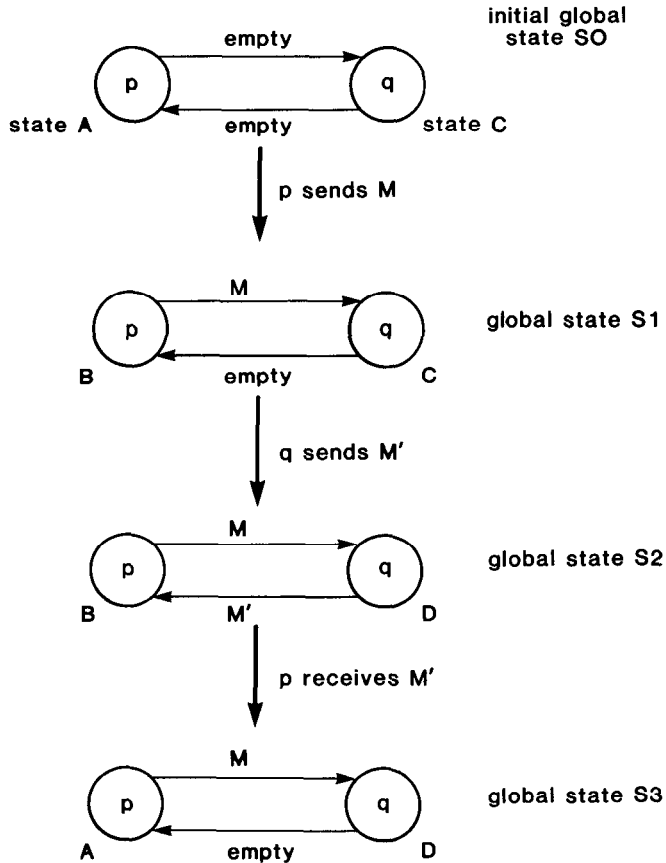 initial global
state SO
empty
p
q
state A
empty
state C
p sends M
M
p
q
global state S1
B
empty
C
q sends M'
M
p
q
global state S2
B
M'
D
p receives M'
M
p
q
global state S3
A
empty
D